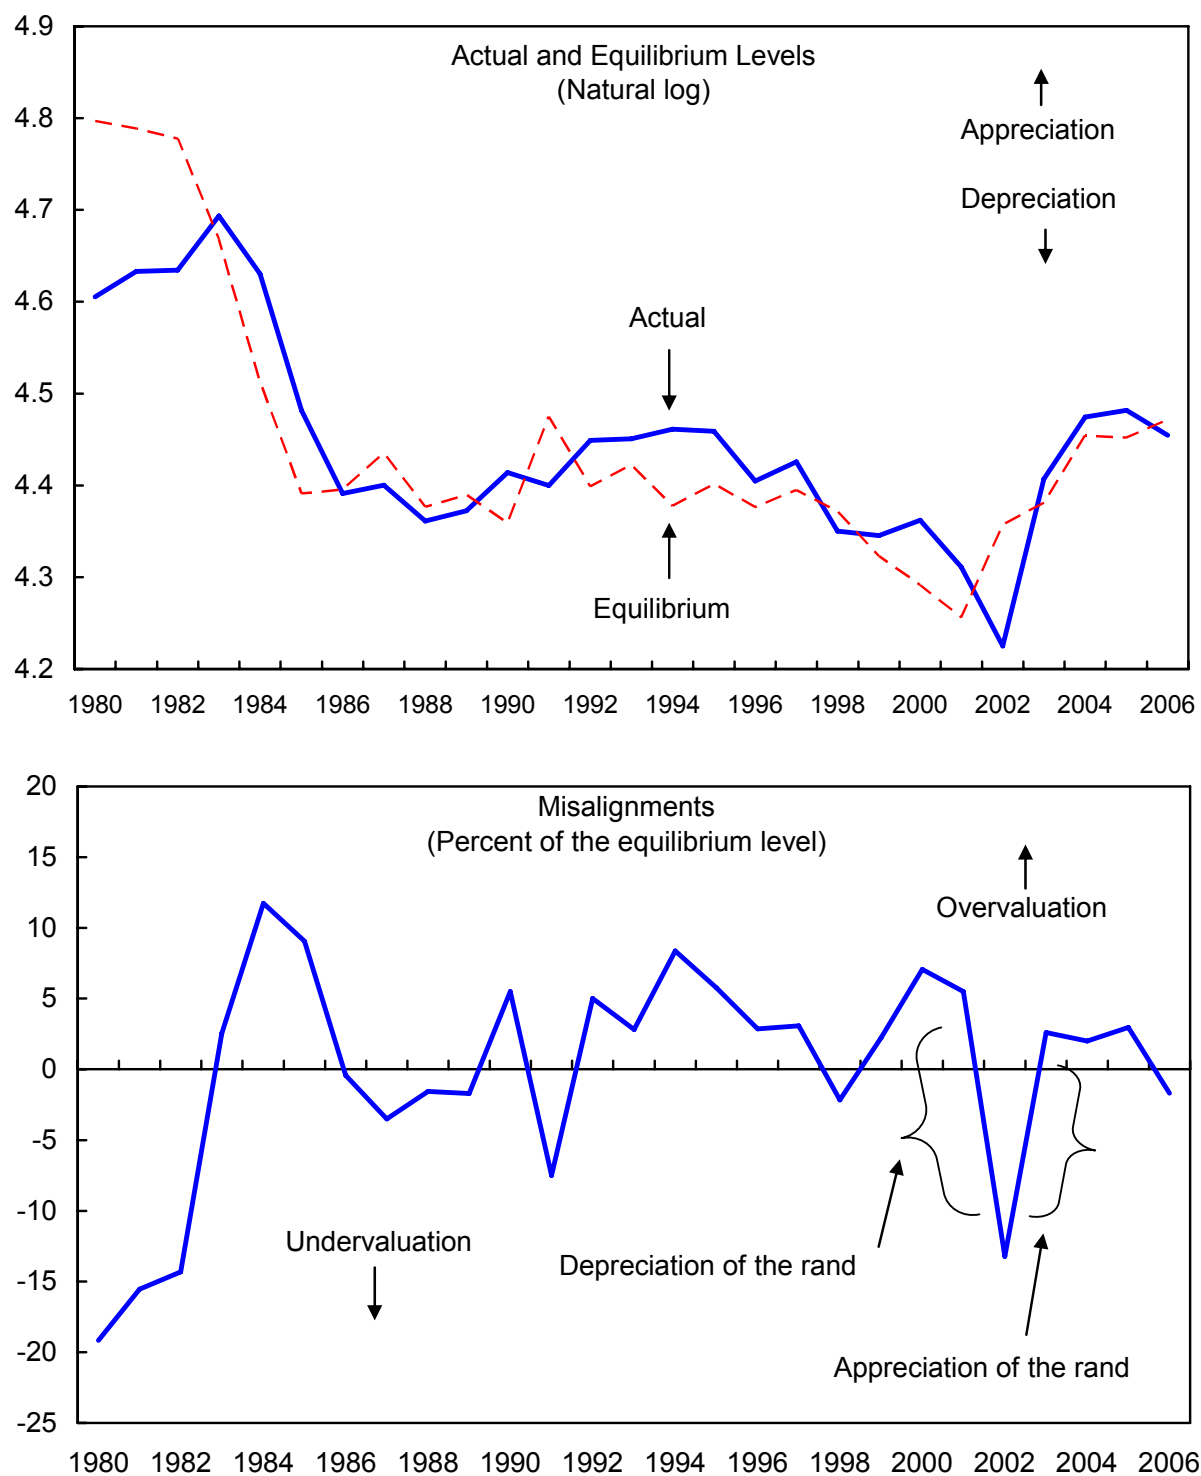 4.9
Actual and Equilibrium Levels
(Natural log)
4.8
Appreciation
4.7
Depreciation
4.6
Actual
4.5
4.4
4.3
Equilibrium
4.2
1980 1982 1984 1986 1988 1990 1992 1994 1996 1998 2000 2002 2004 2006
20
Misalignments
(Percent of the equilibrium level)
15
Overvaluation
10
5
0
-5
-10
Undervaluation
Depreciation of the rand
-15
-20
Appreciation of the rand
-25
1980 1982 1984 1986 1988 1990 1992 1994 1996 1998 2000 2002 2004 2006